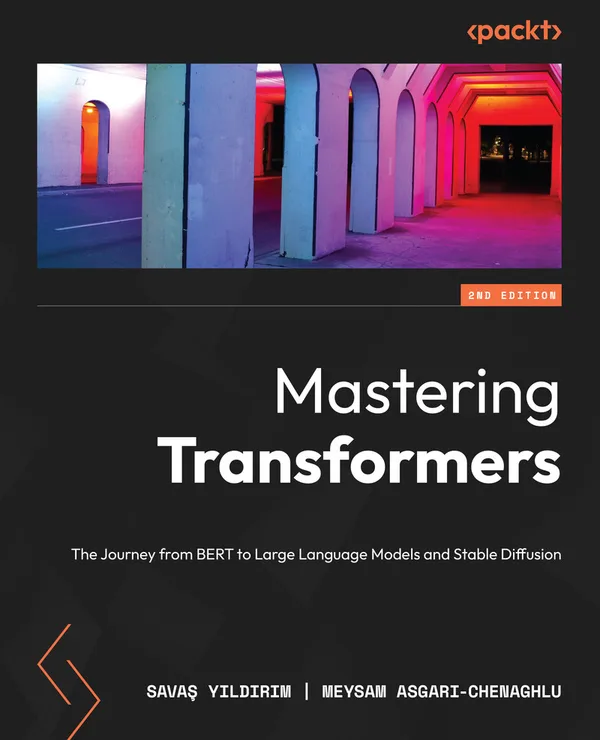 <packt>
2ND EDITION
Mastering
Transformers
The Journey from BERT to Large Language Models and Stable Diffusion
SAVAŞ YILDIRIM | MEYSAM ASGARI-CHENAGHLU